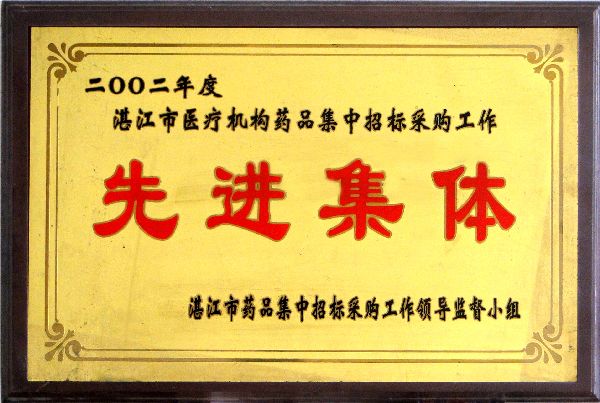 二OO二年度
湛江市医疗机构药品集中招标采购工作
先进集体
湛江市药品集中招标采购工作领导监督小组